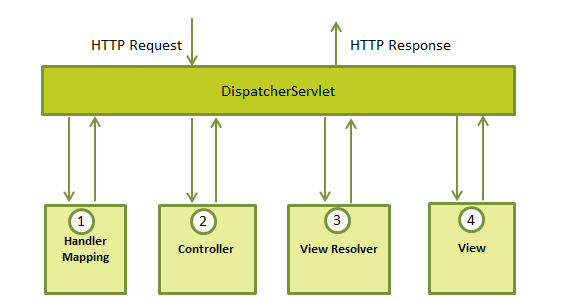 HTTP Request
HTTP Response
DispatcherServlet
1
Handler
Mapping
2
Controller
3
View Resolver
4
View